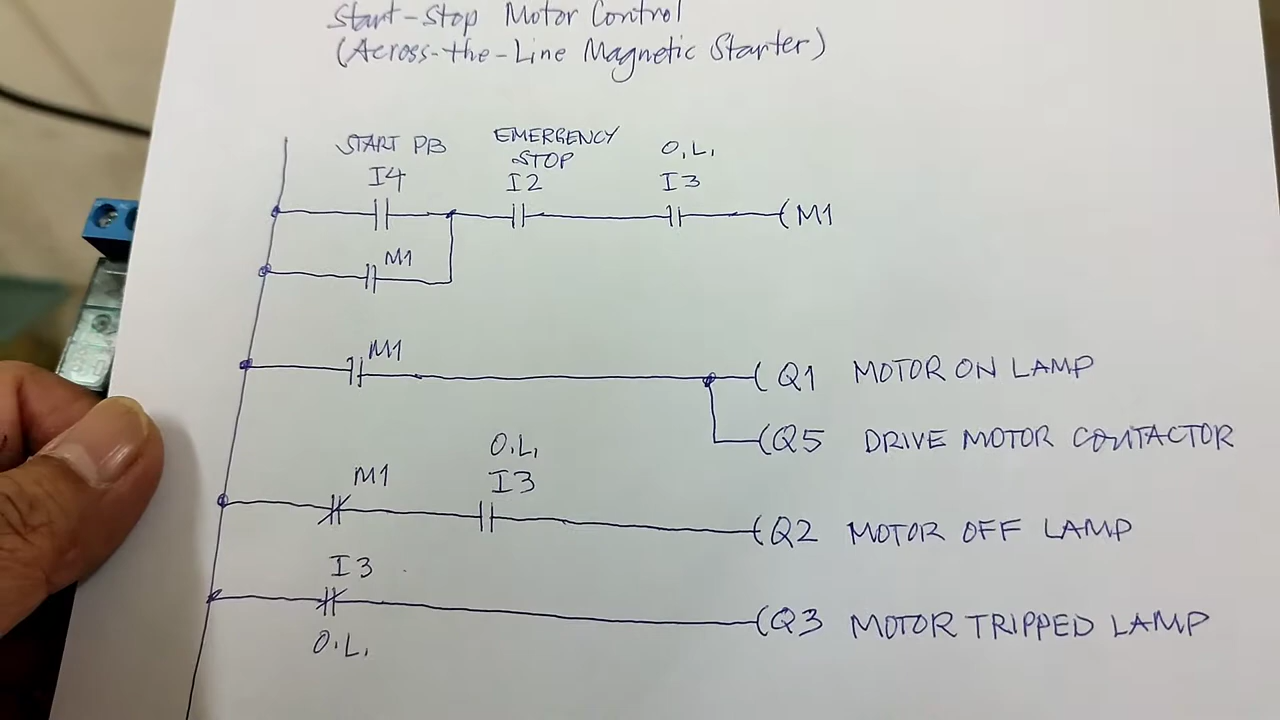 Start-Stop Motor Control
(Across-the-Line Magnetic Starter)
START PB
I4
EMERGENCY
STOP
I2
O.L.
I3
M1
M1
M1
Q1 MOTOR ON LAMP
Q5 DRIVE MOTOR CONTACTOR
M1
O.L.
I3
Q2 MOTOR OFF LAMP
I3
O.L.
Q3 MOTOR TRIPPED LAMP